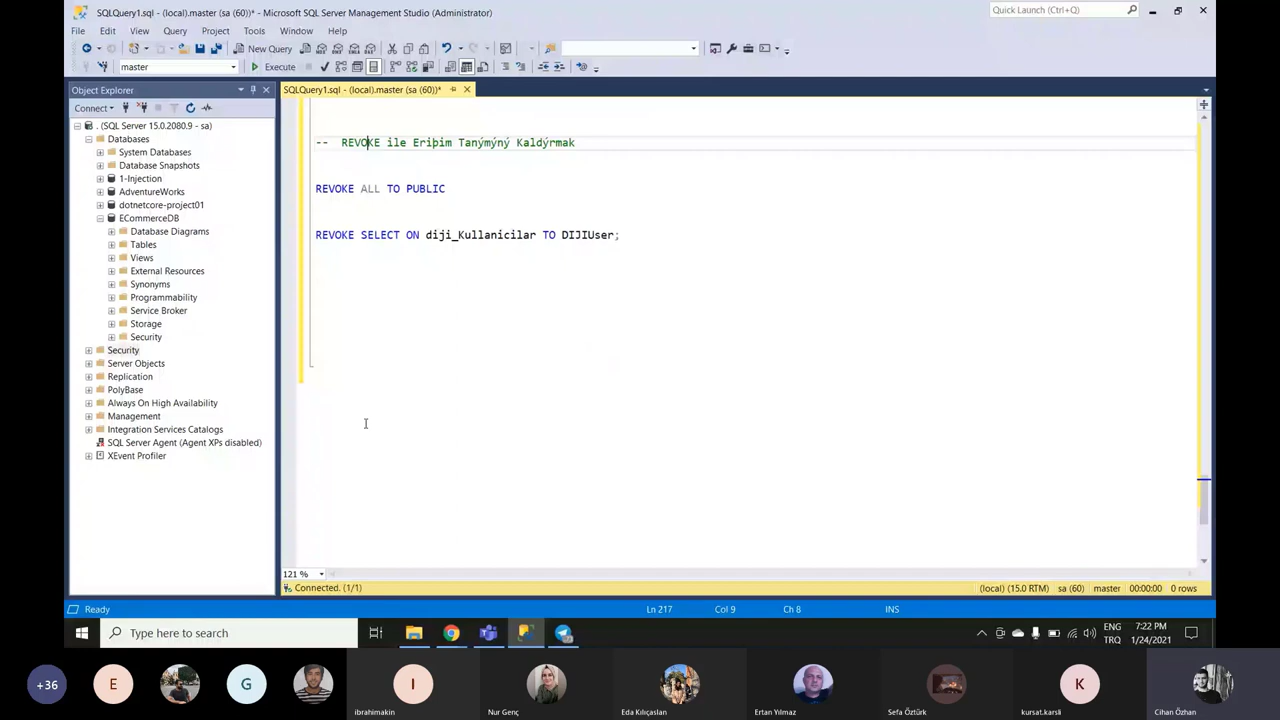 SQLQuery1.sql - (local).master (sa (60))* - Microsoft SQL Server Management Studio (Administrator)
Quick Launch (Ctrl+Q)
File Edit View Query Project Tools Window Help
New Query
master
Execute
Object Explorer
SQLQuery1.sql - (local).master (sa (60))*
Connect
. (SQL Server 15.0.2080.9 - sa)
Databases
System Databases
Database Snapshots
1-Injection
AdventureWorks
dotnetcore-project01
ECommerceDB
Database Diagrams
Tables
Views
External Resources
Synonyms
Programmability
Service Broker
Storage
Security
Security
Server Objects
Replication
PolyBase
Always On High Availability
Management
Integration Services Catalogs
SQL Server Agent (Agent XPs disabled)
XEvent Profiler
-- REVOKE ile Eriþim Tanýmýný Kaldýrmak
REVOKE ALL TO PUBLIC
REVOKE SELECT ON diji_Kullanicilar TO DIJIUser;
121 %
Connected. (1/1)
(local) (15.0 RTM) sa (60) master 00:00:00 0 rows
Ready
Ln 217 Col 9 Ch 8 INS
Type here to search
ENG
TRQ
7:22 PM
1/24/2021
+36
E
G
I
K
ibrahimakin
Nur Genç
Eda Kılıçaslan
Ertan Yılmaz
Sefa Öztürk
kursat.karsli
Cihan Özhan